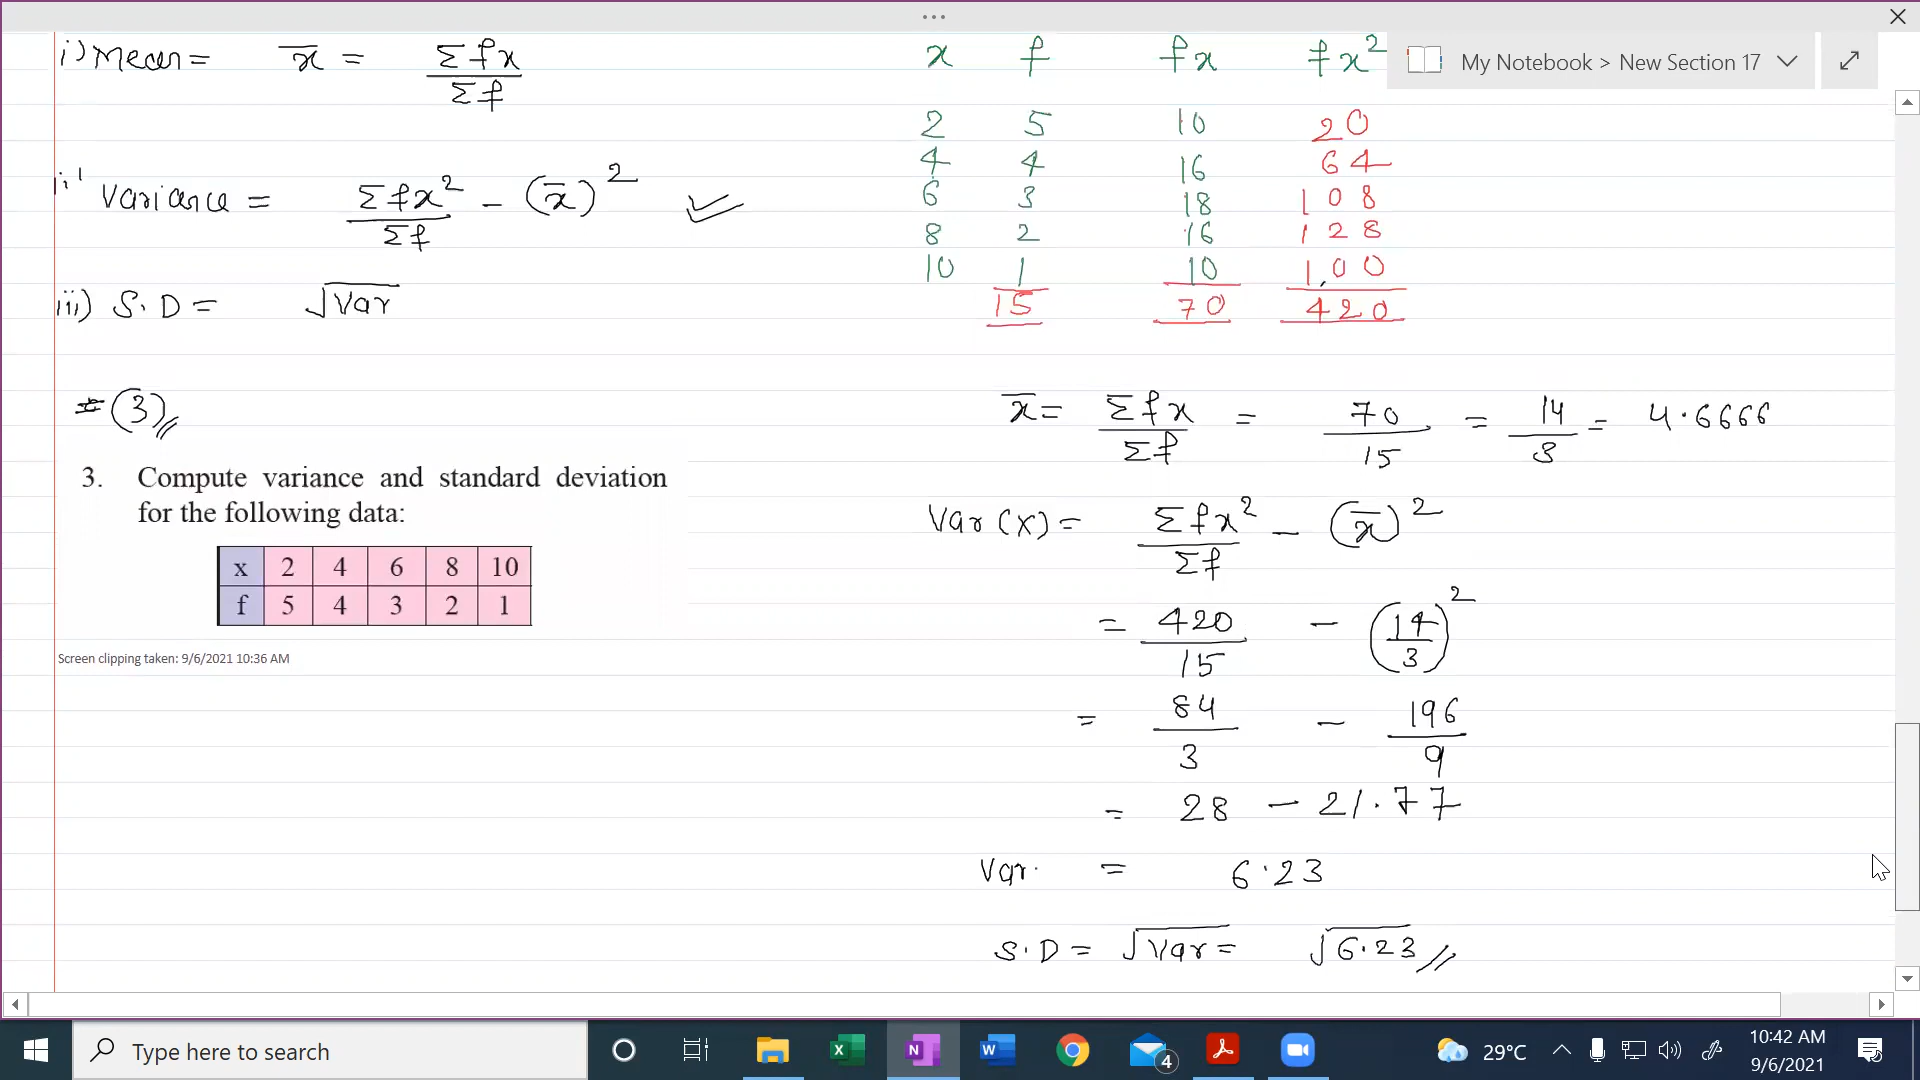 My Notebook > New Section 17
i) Mean = x̄ = Σfx / Σf
ii) Variance = Σfx² / Σf - (x̄)²
iii) S.D = √Var
x f fx fx²
2 5 10 20
4 4 16 64
6 3 18 108
8 2 16 128
10 1 10 100
15 70 420
(3)
3. Compute variance and standard deviation
for the following data:
x 2 4 6 8 10
f 5 4 3 2 1
Screen clipping taken: 9/6/2021 10:36 AM
x̄ = Σfx / Σf = 70 / 15 = 14 / 3 = 4.6666
Var (X) = Σfx² / Σf - (x̄)²
= 420 / 15 - (14 / 3)²
= 84 / 3 - 196 / 9
= 28 - 21.77
Var. = 6.23
S.D = √Var = √6.23
Type here to search
4
29°C
10:42 AM
9/6/2021